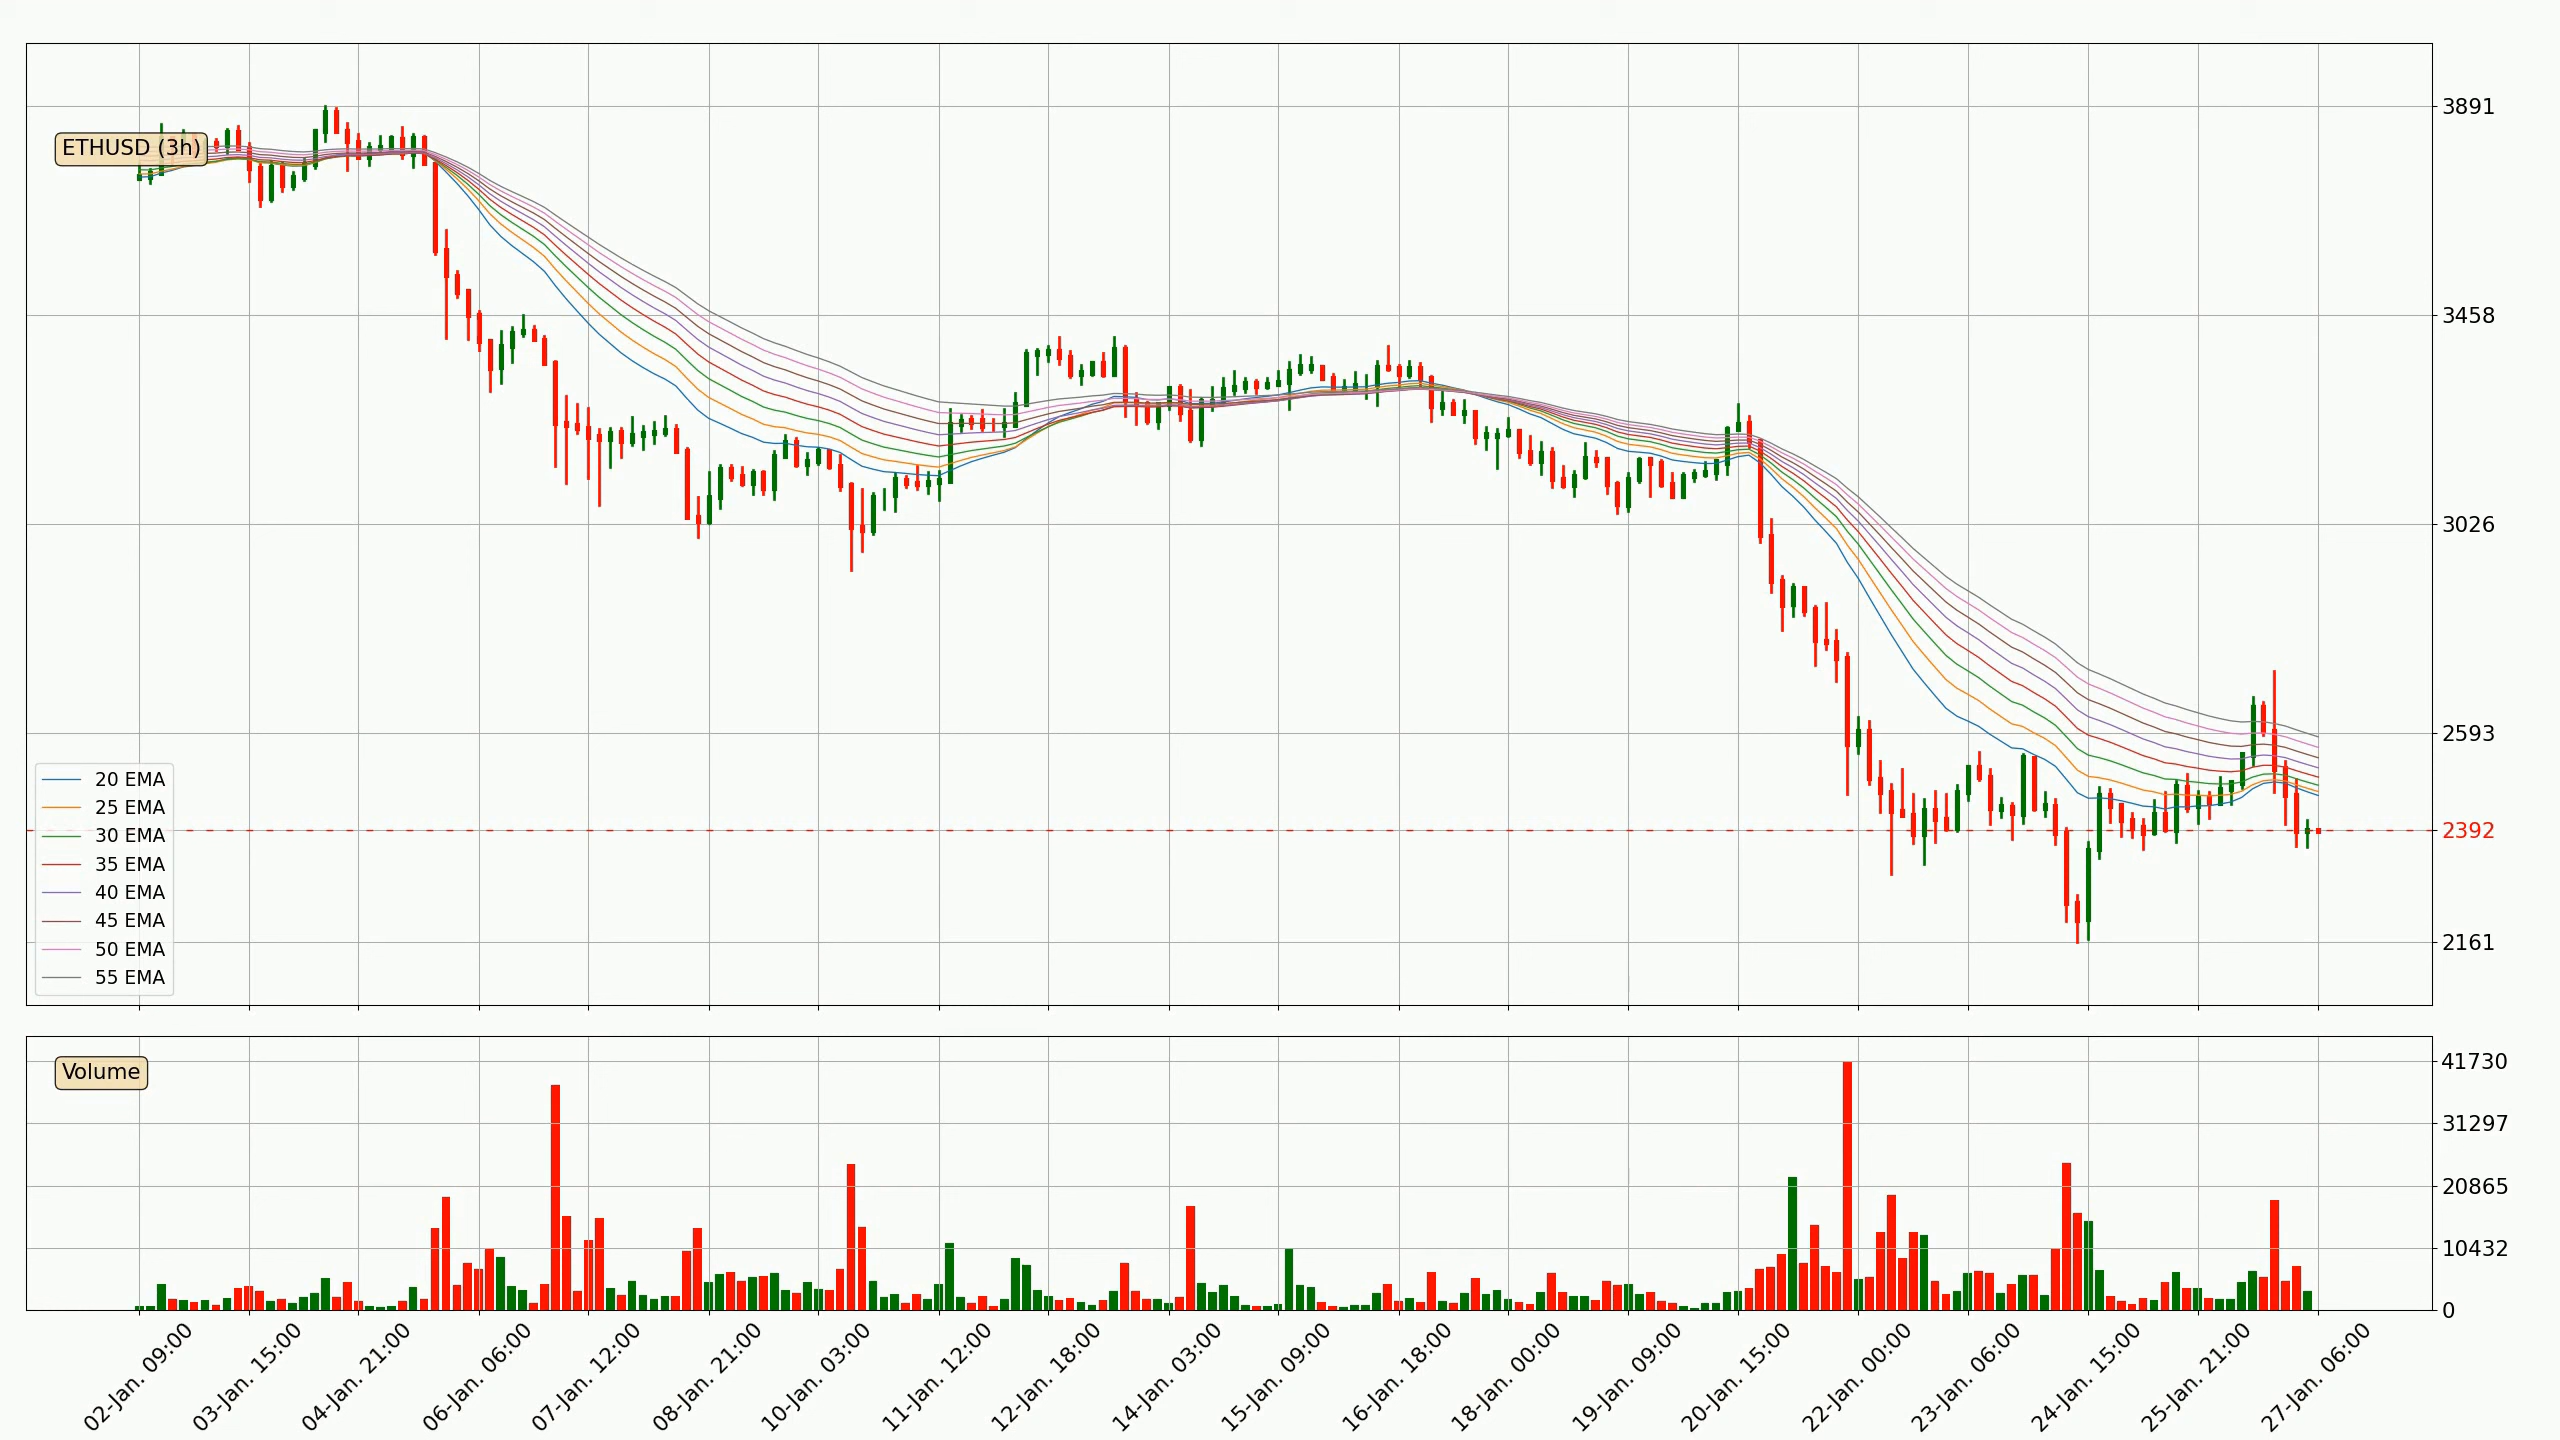 ETHUSD (3h)
3891
3458
3026
2593
2392
2161
20 EMA
25 EMA
30 EMA
35 EMA
40 EMA
45 EMA
50 EMA
55 EMA
Volume
41730
31297
20865
10432
0
02-Jan. 09:00
03-Jan. 15:00
04-Jan. 21:00
06-Jan. 06:00
07-Jan. 12:00
08-Jan. 21:00
10-Jan. 03:00
11-Jan. 12:00
12-Jan. 18:00
14-Jan. 03:00
15-Jan. 09:00
16-Jan. 18:00
18-Jan. 00:00
19-Jan. 09:00
20-Jan. 15:00
22-Jan. 00:00
23-Jan. 06:00
24-Jan. 15:00
25-Jan. 21:00
27-Jan. 06:00